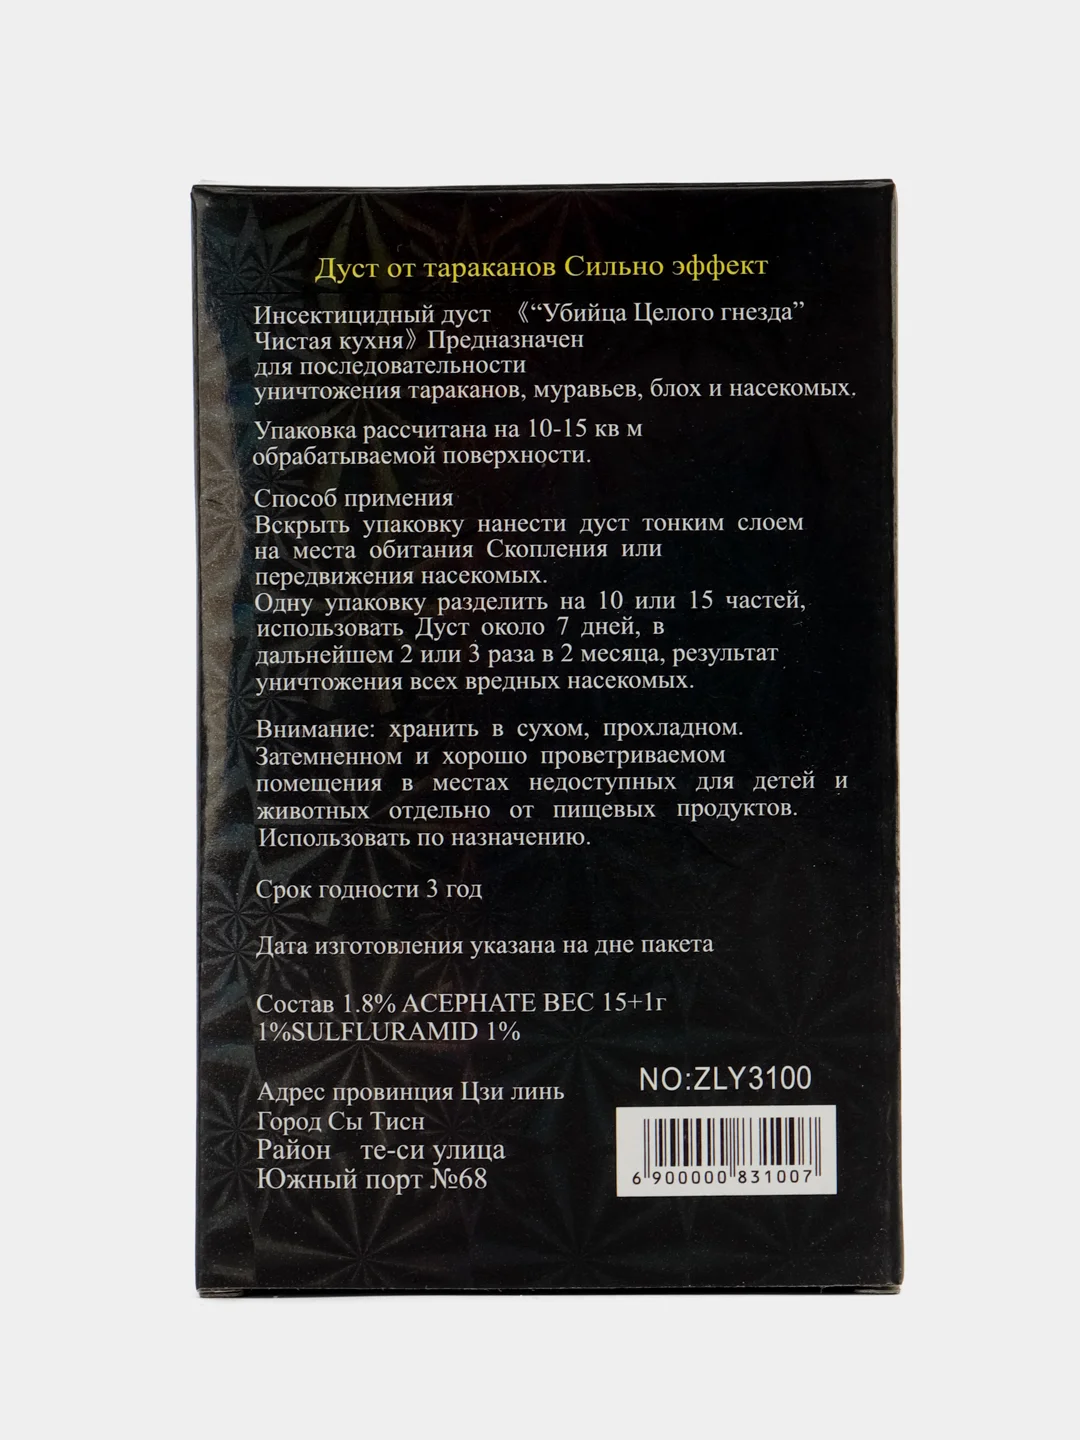 Дуст от тараканов Сильно эффект
Инсектицидный дуст 《“Убийца Целого гнезда”
Чистая кухня》Предназначен
для последовательности
уничтожения тараканов, муравьев, блох и насекомых.
Упаковка рассчитана на 10-15 кв м
обрабатываемой поверхности.
Способ примения
Вскрыть упаковку нанести дуст тонким слоем
на места обитания Скопления или
передвижения насекомых.
Одну упаковку разделить на 10 или 15 частей,
использовать Дуст около 7 дней, в
дальнейшем 2 или 3 раза в 2 месяца, результат
уничтожения всех вредных насекомых.
Внимание: хранить в сухом, прохладном.
Затемненном и хорошо проветриваемом
помещения в местах недоступных для детей и
животных отдельно от пищевых продуктов.
Использовать по назначению.
Срок годности 3 год
Дата изготовления указана на дне пакета
Состав 1.8% ACEPHATE ВЕС 15+1г
1%SULFLURAMID 1%
Адрес провинция Цзи линь
Город Сы Тисн
Район те-си улица
Южный порт №68
NO:ZLY3100
6 900000 831007